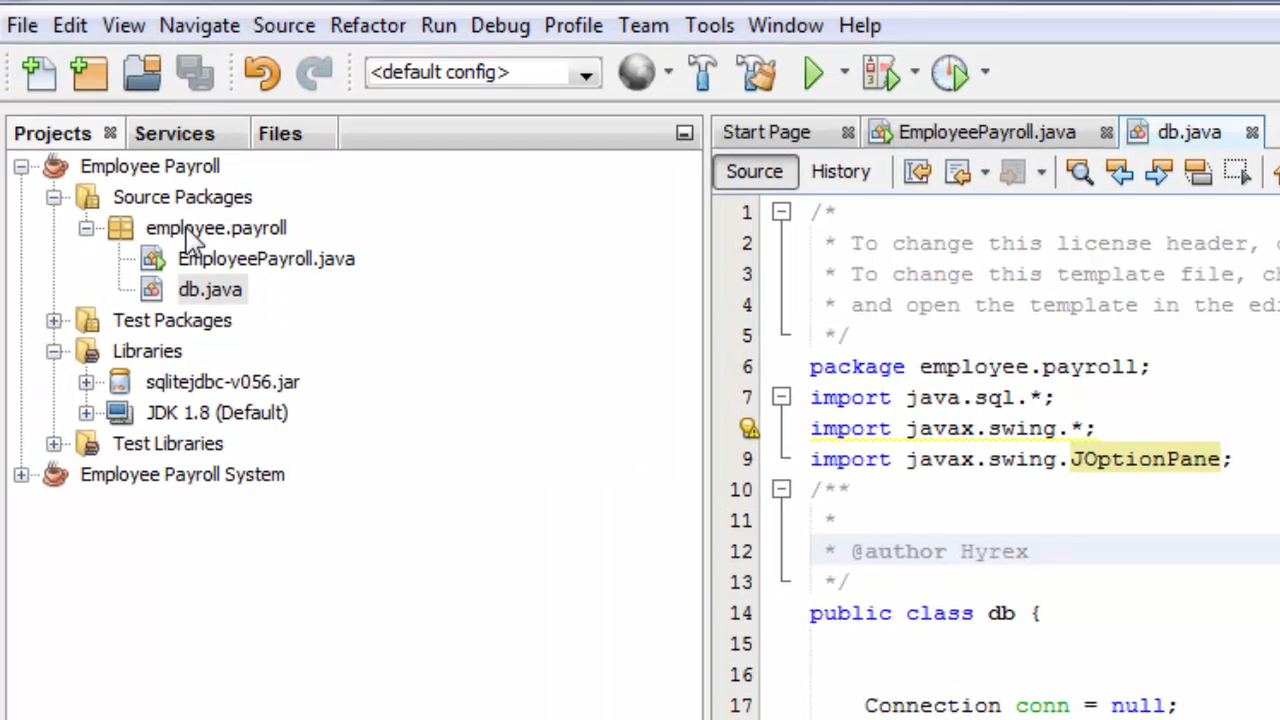 File Edit View Navigate Source Refactor Run Debug Profile Team Tools Window Help
<default config>
Projects Services Files
Start Page EmployeePayroll.java db.java
Source History
Employee Payroll
Source Packages
employee.payroll
EmployeePayroll.java
db.java
Test Packages
Libraries
sqlitejdbc-v056.jar
JDK 1.8 (Default)
Test Libraries
Employee Payroll System
1 /*
2 * To change this license header,
3 * To change this template file,
4 * and open the template in the
5 */
6 package employee.payroll;
7 import java.sql.*;
import javax.swing.*;
9 import javax.swing.JOptionPane;
10 /**
11 *
12 * @author Hyrex
13 */
14 public class db {
15
16
17 Connection conn = null;